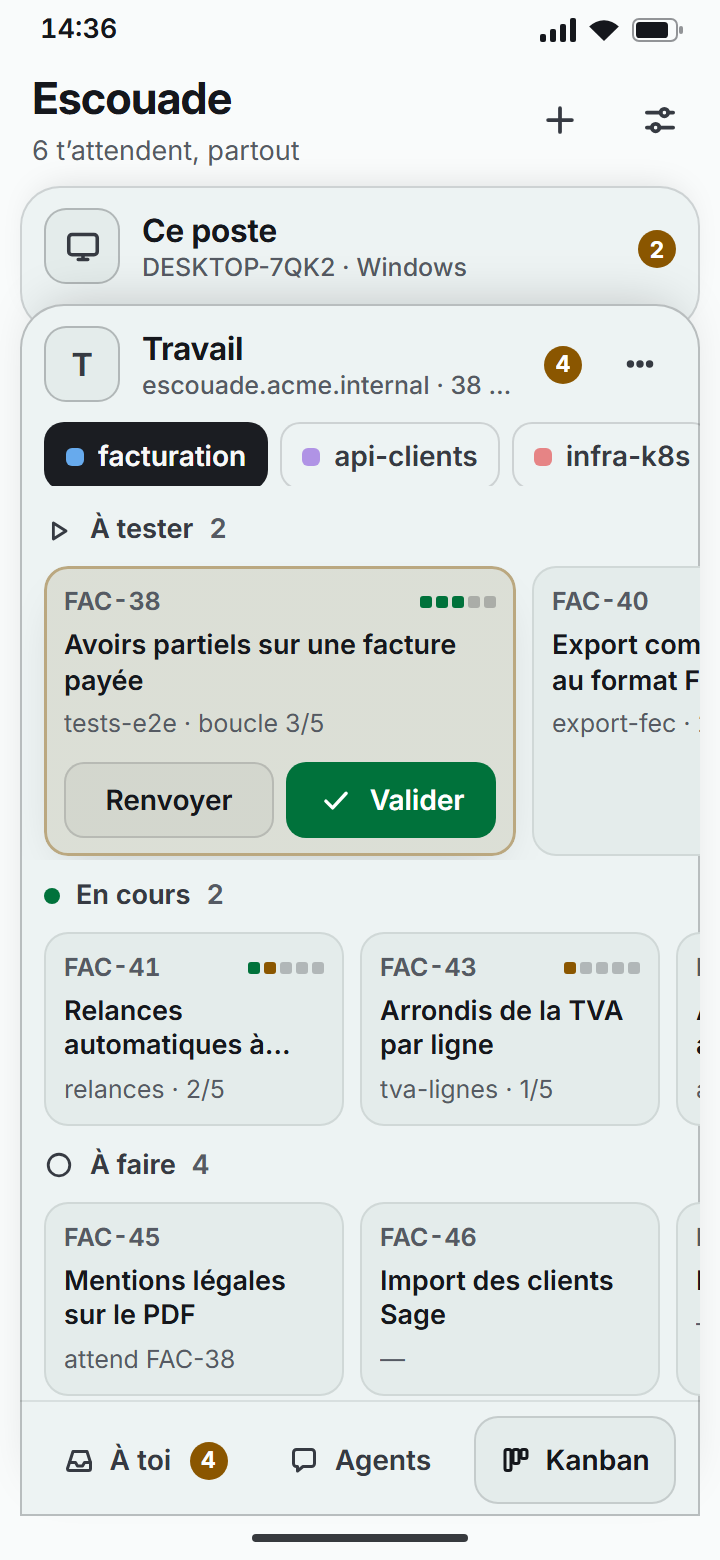 14:36
Escouade
6 t’attendent, partout
Ce poste
DESKTOP-7QK2 · Windows
2
T
Travail
escouade.acme.internal · 38 …
4
facturation
api-clients
infra-k8s
À tester 2
FAC-38
Avoirs partiels sur une facture
payée
tests-e2e · boucle 3/5
Renvoyer
Valider
FAC-40
Export com
au format F
export-fec ·
En cours 2
FAC-41
Relances
automatiques à…
relances · 2/5
FAC-43
Arrondis de la TVA
par ligne
tva-lignes · 1/5
À faire 4
FAC-45
Mentions légales
sur le PDF
attend FAC-38
FAC-46
Import des clients
Sage
—
À toi 4
Agents
Kanban